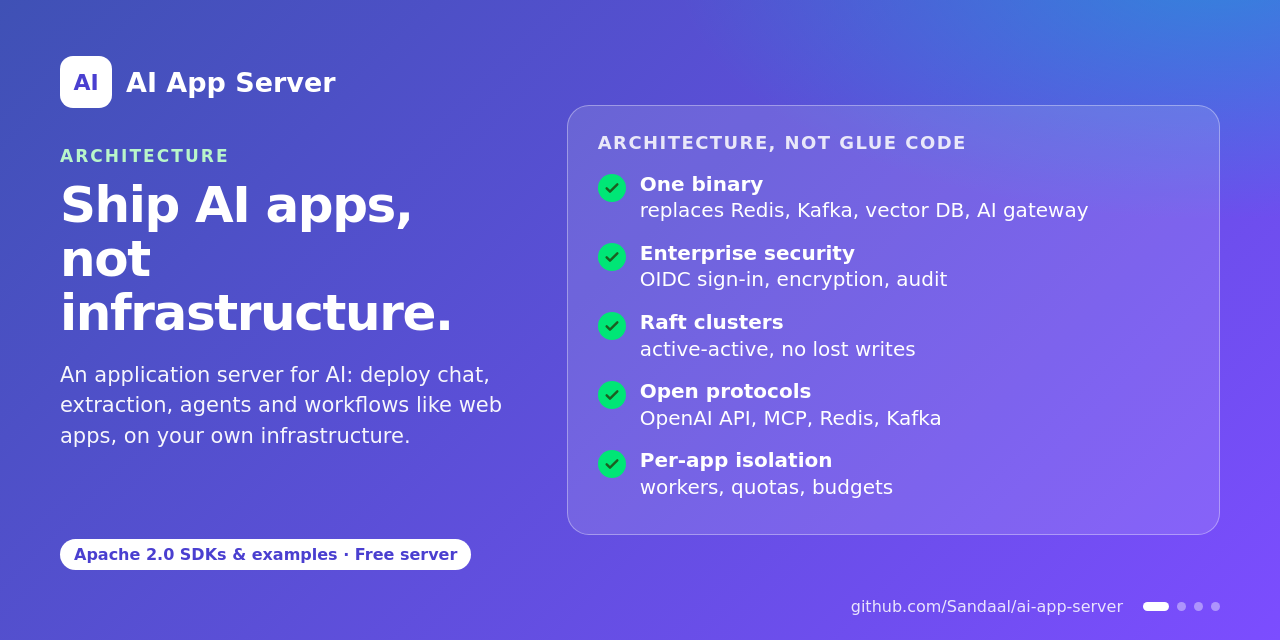 AI
AI App Server
ARCHITECTURE
Ship AI apps,
not
infrastructure.
An application server for AI: deploy chat,
extraction, agents and workflows like web
apps, on your own infrastructure.
Apache 2.0 SDKs & examples · Free server
ARCHITECTURE, NOT GLUE CODE
One binary
replaces Redis, Kafka, vector DB, AI gateway
Enterprise security
OIDC sign-in, encryption, audit
Raft clusters
active-active, no lost writes
Open protocols
OpenAI API, MCP, Redis, Kafka
Per-app isolation
workers, quotas, budgets
github.com/Sandaal/ai-app-server